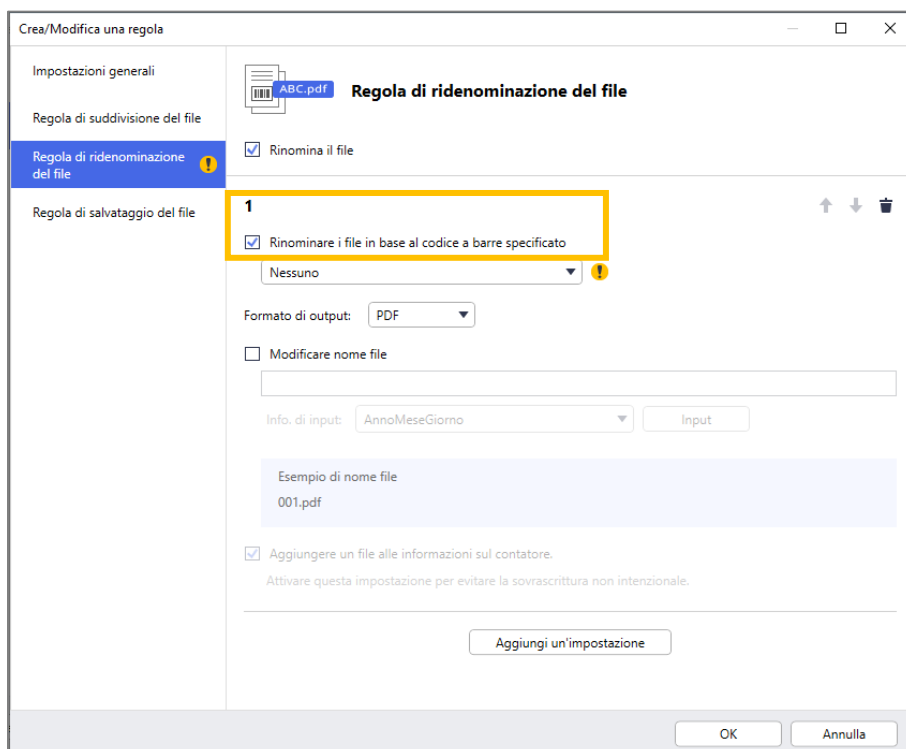 Crea/Modifica una regola
Impostazioni generali
Regola di suddivisione del file
Regola di ridenominazione
del file
Regola di salvataggio del file
ABC.pdf
Regola di ridenominazione del file
Rinomina il file
1
Rinominare i file in base al codice a barre specificato
Nessuno
Formato di output: PDF
Modificare nome file
Info. di input: AnnoMeseGiorno Input
Esempio di nome file
001.pdf
Aggiungere un file alle informazioni sul contatore.
Attivare questa impostazione per evitare la sovrascrittura non intenzionale.
Aggiungi un'impostazione
OK Annulla